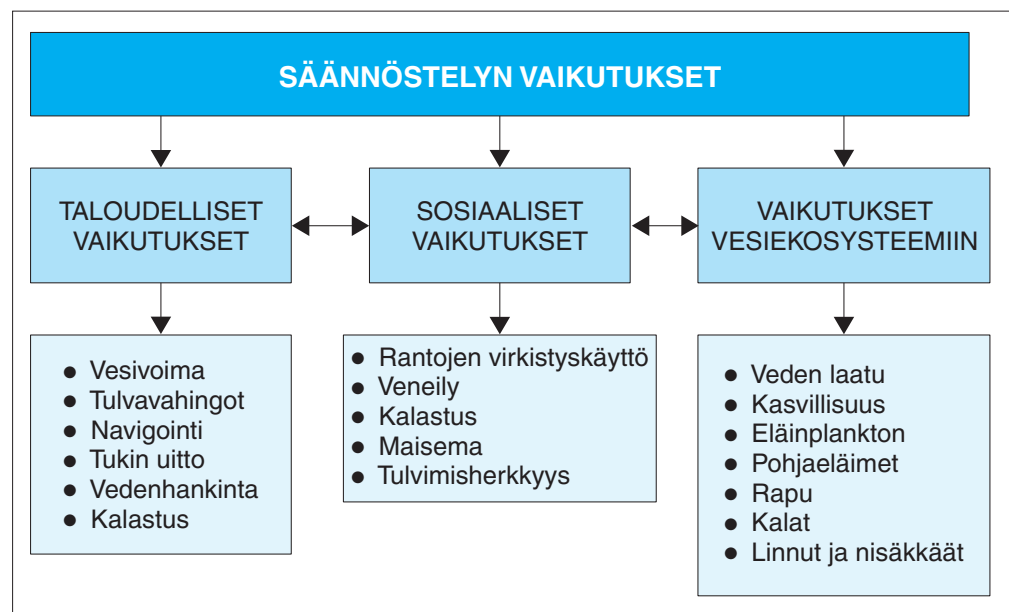 SÄÄNNÖSTELYN VAIKUTUKSET
TALOUDELLISET
VAIKUTUKSET
SOSIAALISET
VAIKUTUKSET
VAIKUTUKSET
VESIEKOSYSTEEMIIN
● Vesivoima
● Tulvavahingot
● Navigointi
● Tukin uitto
● Vedenhankinta
● Kalastus
● Rantojen virkistyskäyttö
● Veneily
● Kalastus
● Maisema
● Tulvimisherkkyys
● Veden laatu
● Kasvillisuus
● Eläinplankton
● Pohjaeläimet
● Rapu
● Kalat
● Linnut ja nisäkkäät